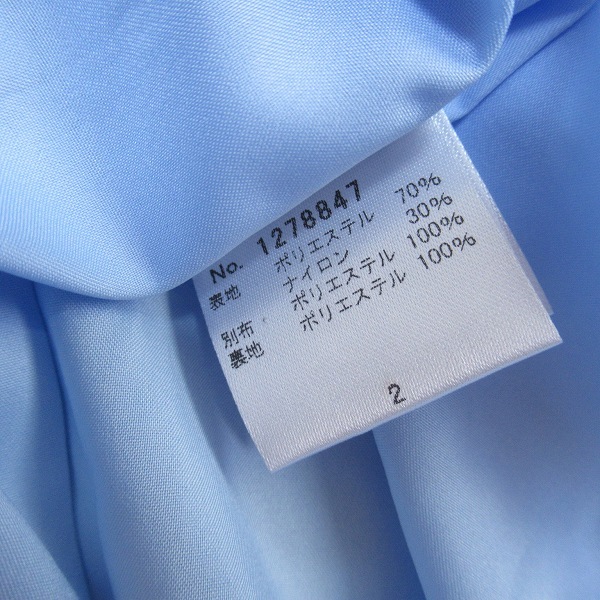 No. 1278847
表地 ポリエステル 70%
ナイロン 30%
別布 ポリエステル 100%
裏地 ポリエステル 100%
2